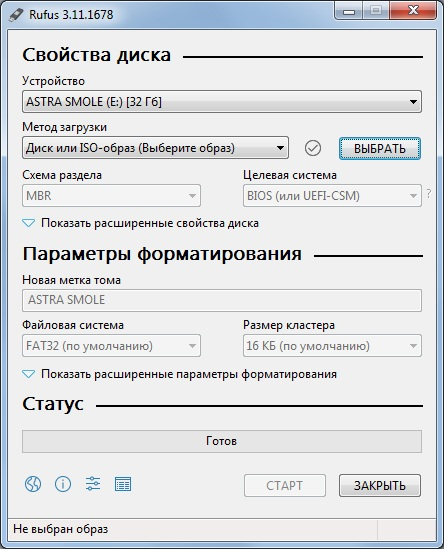 Rufus 3.11.1678
Свойства диска
Устройство
ASTRA SMOLE (E:) [32 Гб]
Метод загрузки
Диск или ISO-образ (Выберите образ)
ВЫБРАТЬ
Схема раздела
Целевая система
MBR
BIOS (или UEFI-CSM)
?
Показать расширенные свойства диска
Параметры форматирования
Новая метка тома
ASTRA SMOLE
Файловая система
Размер кластера
FAT32 (по умолчанию)
16 КБ (по умолчанию)
Показать расширенные параметры форматирования
Статус
Готов
СТАРТ
ЗАКРЫТЬ
Не выбран образ